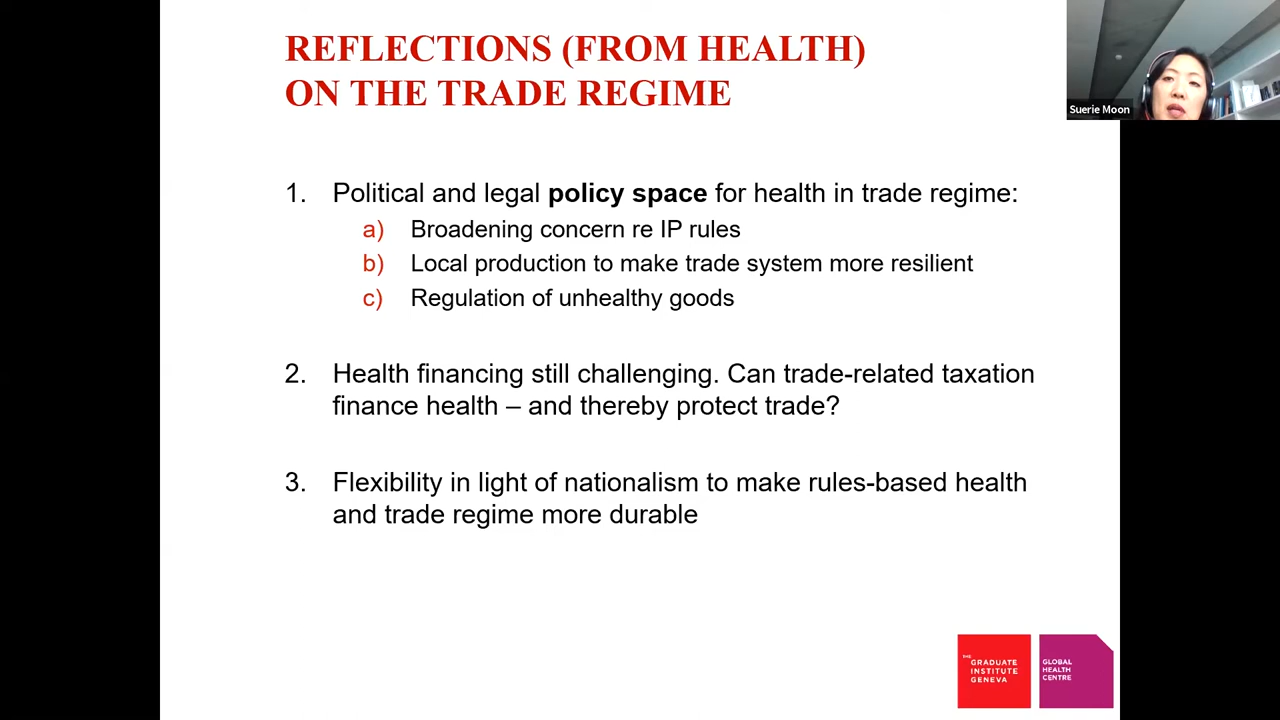 REFLECTIONS (FROM HEALTH)
ON THE TRADE REGIME
Suerie Moon
1. Political and legal policy space for health in trade regime:
a) Broadening concern re IP rules
b) Local production to make trade system more resilient
c) Regulation of unhealthy goods
2. Health financing still challenging. Can trade-related taxation
finance health – and thereby protect trade?
3. Flexibility in light of nationalism to make rules-based health
and trade regime more durable
THE
GRADUATE
INSTITUTE
GENEVA
GLOBAL
HEALTH
CENTRE